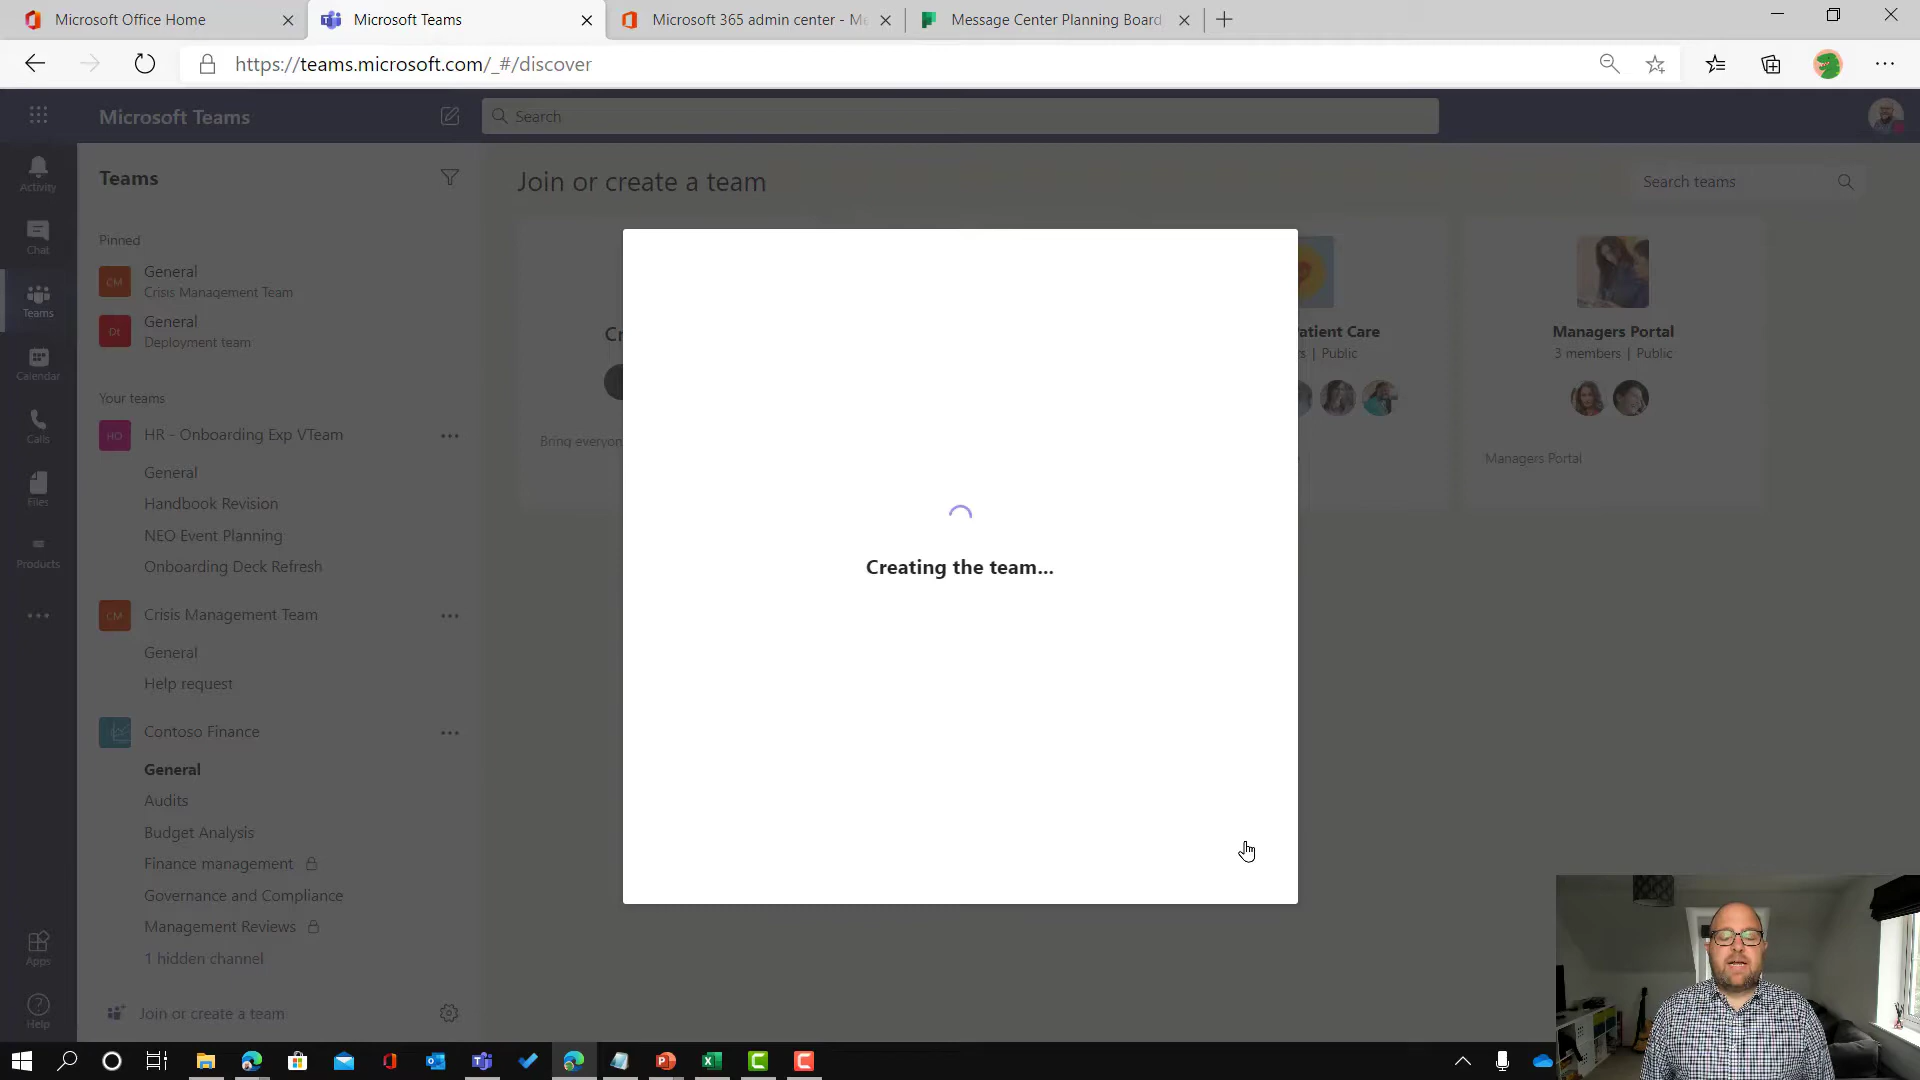 Microsoft Office Home
Microsoft Teams
Microsoft 365 admin center - Me
Message Center Planning Board
https://teams.microsoft.com/_#/discover
Microsoft Teams
Search
Activity
Chat
Teams
Calendar
Calls
Files
Products
Apps
Help
Teams
Pinned
CM
General
Crisis Management Team
Dt
General
Deployment team
Your teams
HO
HR - Onboarding Exp VTeam
General
Handbook Revision
NEO Event Planning
Onboarding Deck Refresh
CM
Crisis Management Team
General
Help request
Contoso Finance
General
Audits
Budget Analysis
Finance management
Governance and Compliance
Management Reviews
1 hidden channel
Join or create a team
Join or create a team
Search teams
Cr
Bring everyon
Creating the team...
atient Care
rs | Public
Managers Portal
3 members | Public
Managers Portal